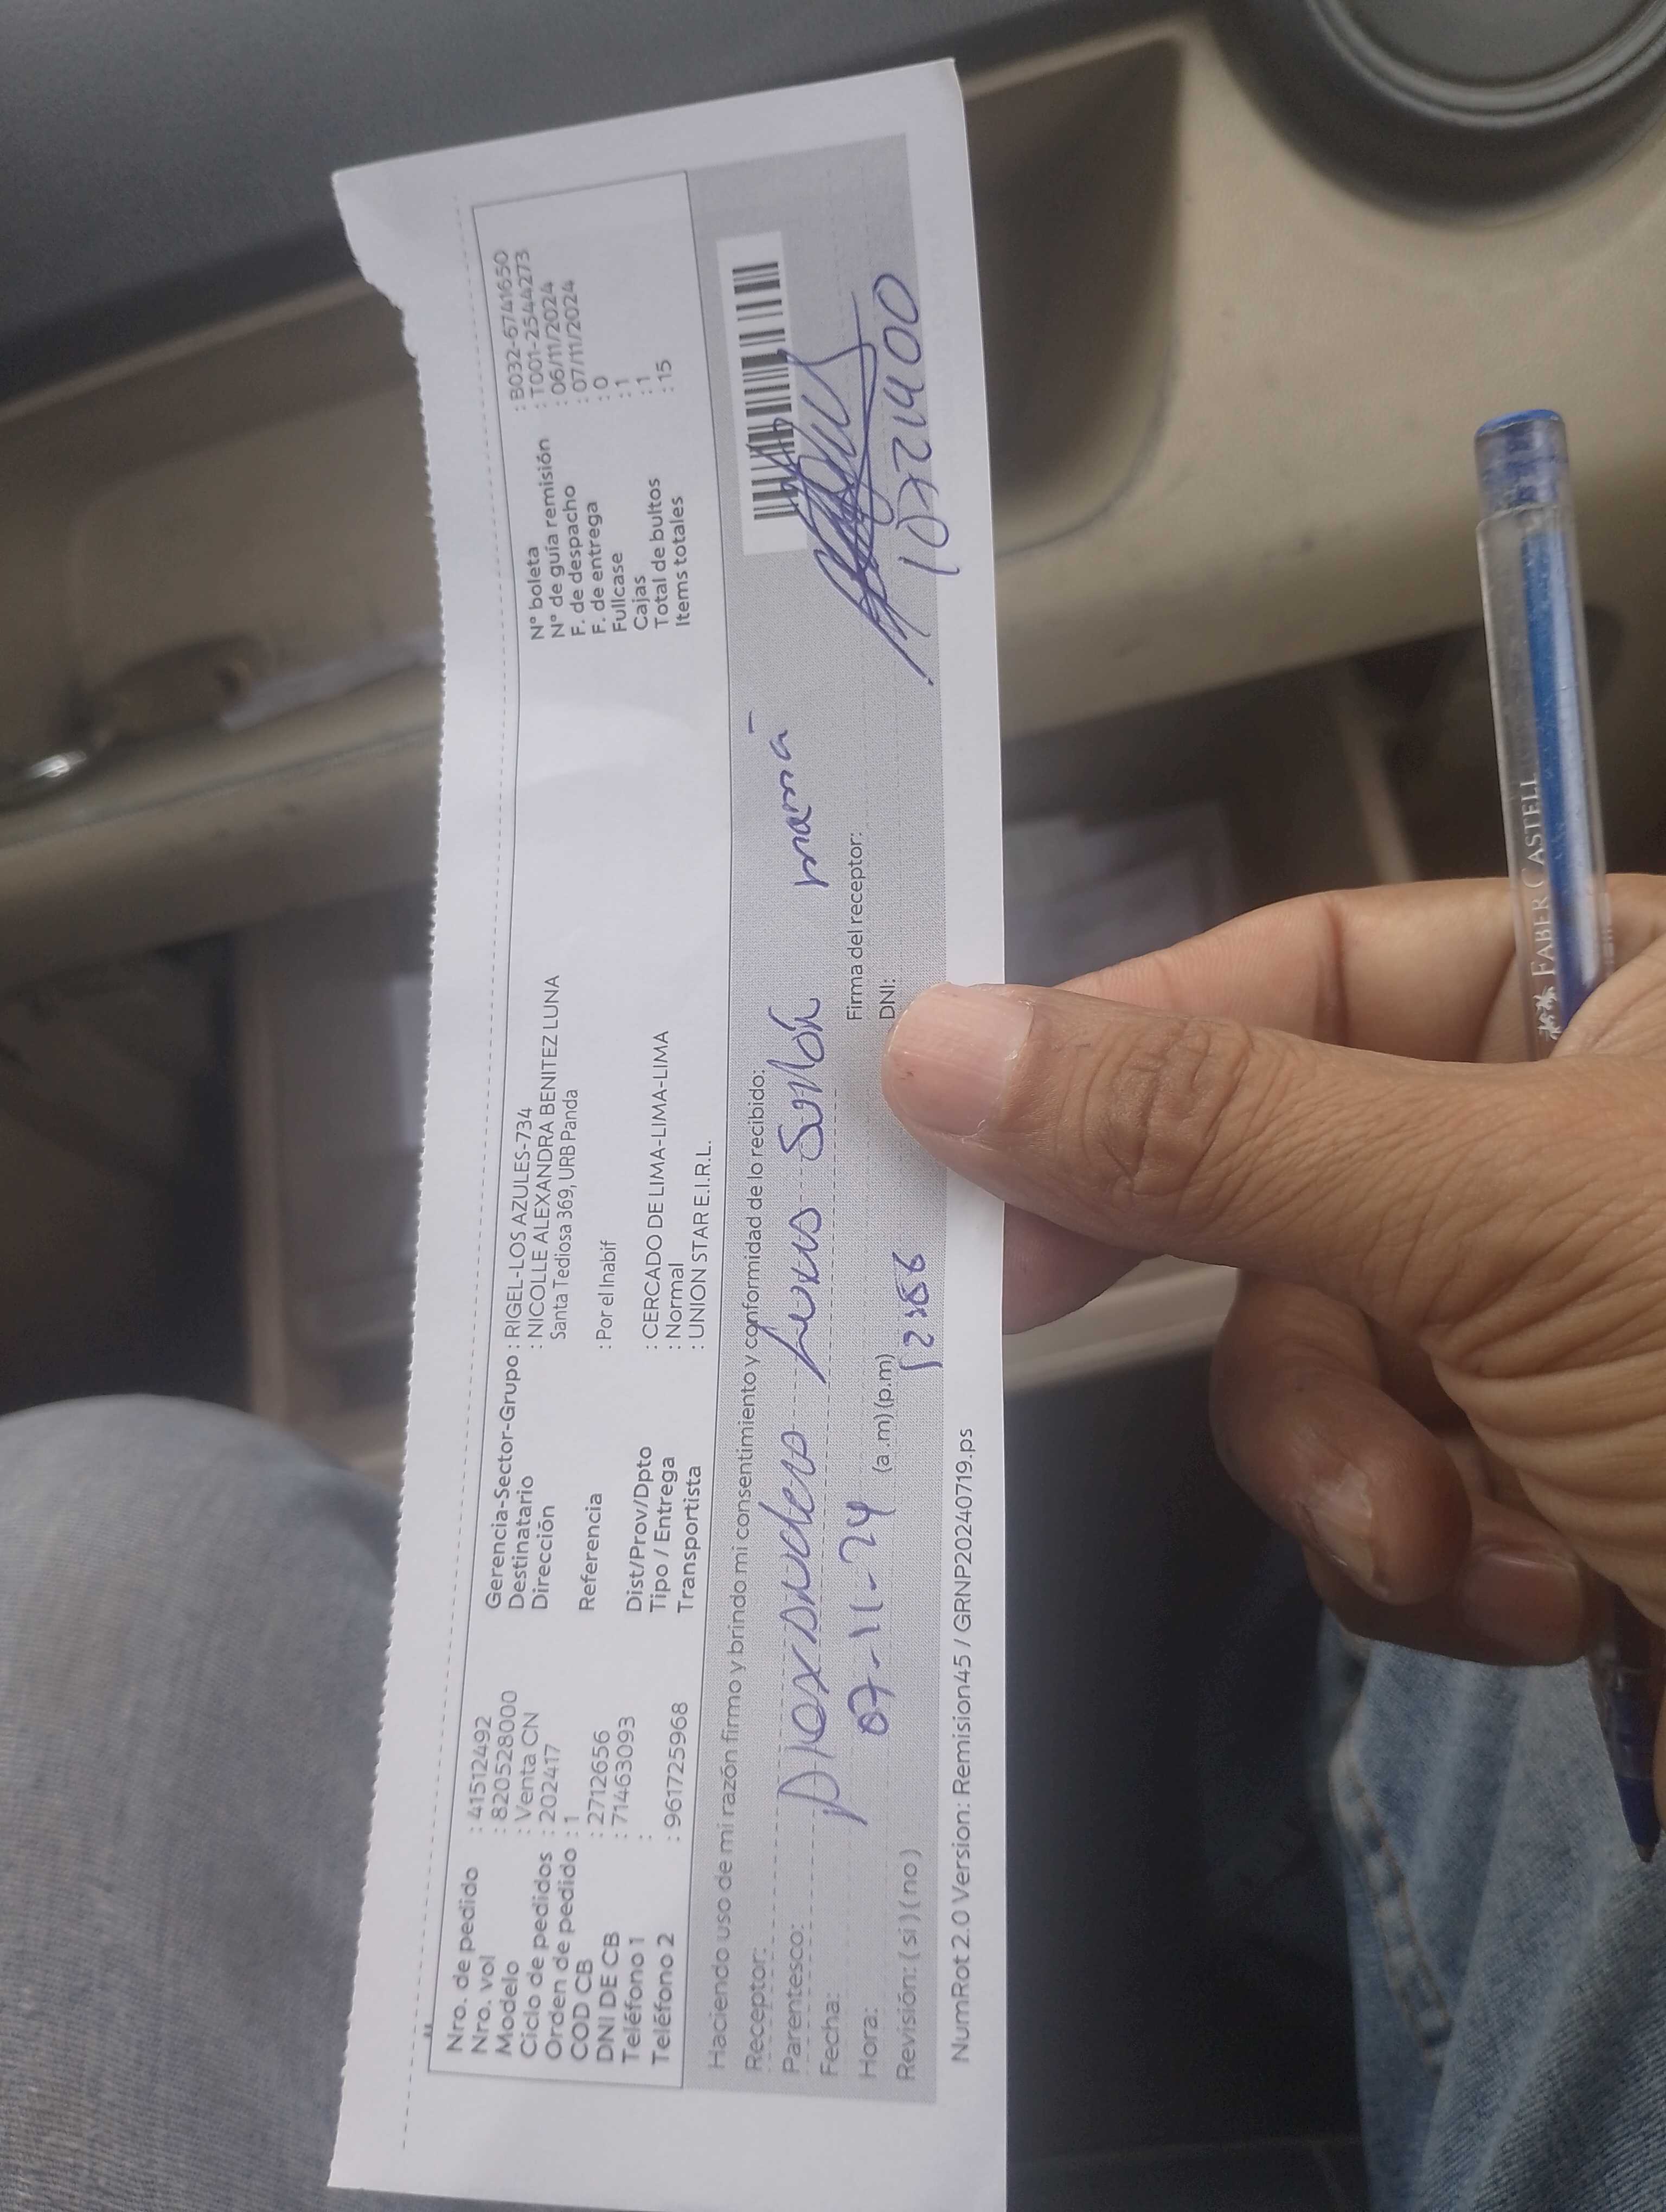 Nro. de pedido : 41512492
Nro. vol : 820528000
Modelo : Venta CN
Ciclo de pedidos : 202417
Orden de pedido : 1
COD CB : 2712656
DNI DE CB : 71463093
Teléfono 1 :
Teléfono 2 : 961725968
Gerencia-Sector-Grupo : RIGEL-LOS AZULES-734
Destinatario : NICOLLE ALEXANDRA BENITEZ LUNA
Dirección Santa Tediosa 369, URB Panda
Referencia : Por el Inabif
Dist/Prov/Dpto : CERCADO DE LIMA-LIMA-LIMA
Tipo / Entrega : Normal
Transportista : UNION STAR E.I.R.L.
N° boleta : B032-6741650
N° de guía remisión : T001-2544273
F. de despacho : 06/11/2024
F. de entrega : 07/11/2024
Fullcase : 0
Cajas : 1
Total de bultos : 1
Items totales : 15
Haciendo uso de mi razón firmo y brindo mi consentimiento y conformidad de lo recibido:
Receptor:
Parentesco: mamá
Fecha: 07-11-24
Hora: (a.m) (p.m)
Revisión: ( si ) ( no )
Firma del receptor:
DNI:
10721400
NumRot 2.0 Version: Remision45 / GRNP20240719.ps
FABER CASTELL